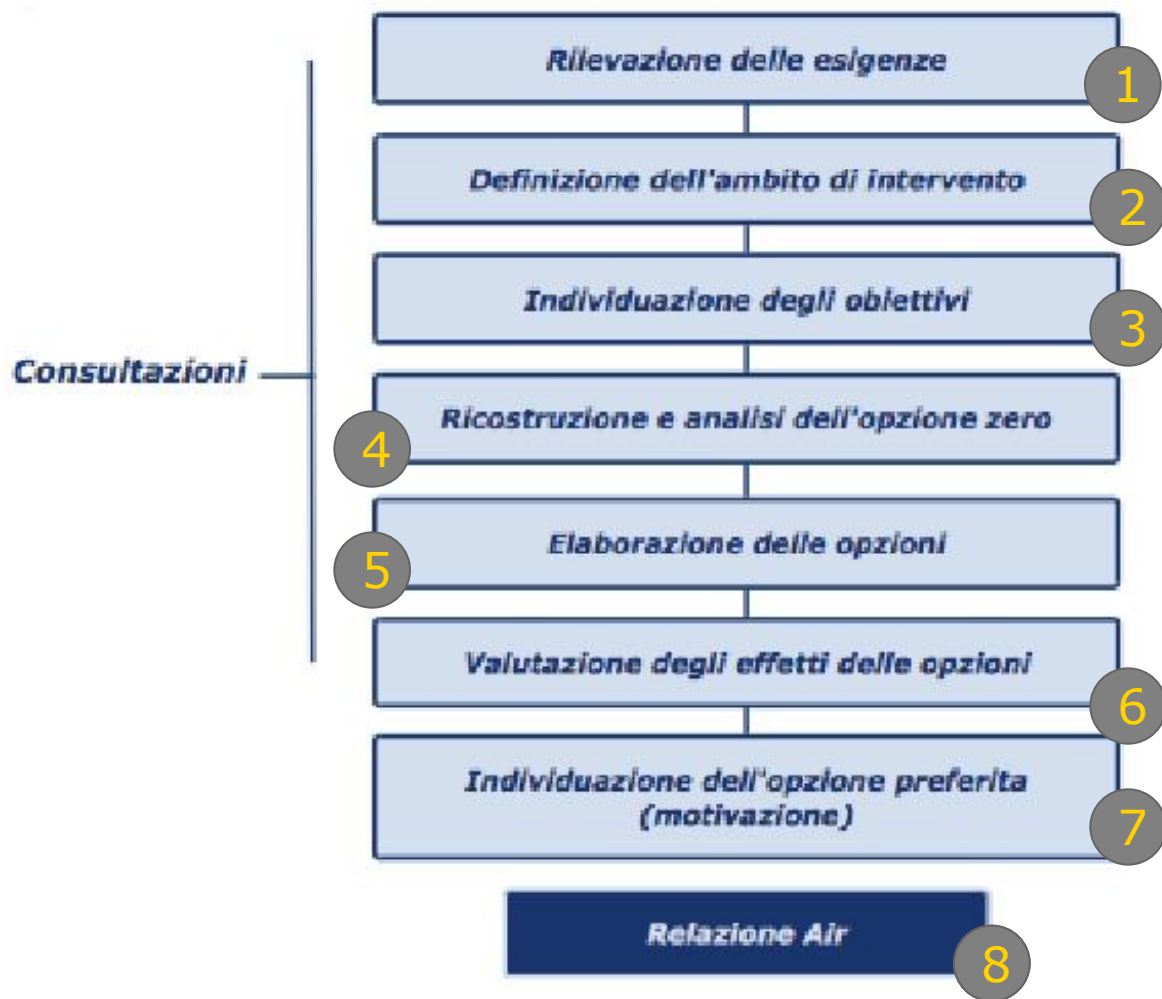 Rilevazione delle esigenze
1
Definizione dell'ambito di intervento
2
Individuazione degli obiettivi
3
Consultazioni
Ricostruzione e analisi dell'opzione zero
4
Elaborazione delle opzioni
5
Valutazione degli effetti delle opzioni
6
Individuazione dell'opzione preferita
(motivazione)
7
Relazione Air
8